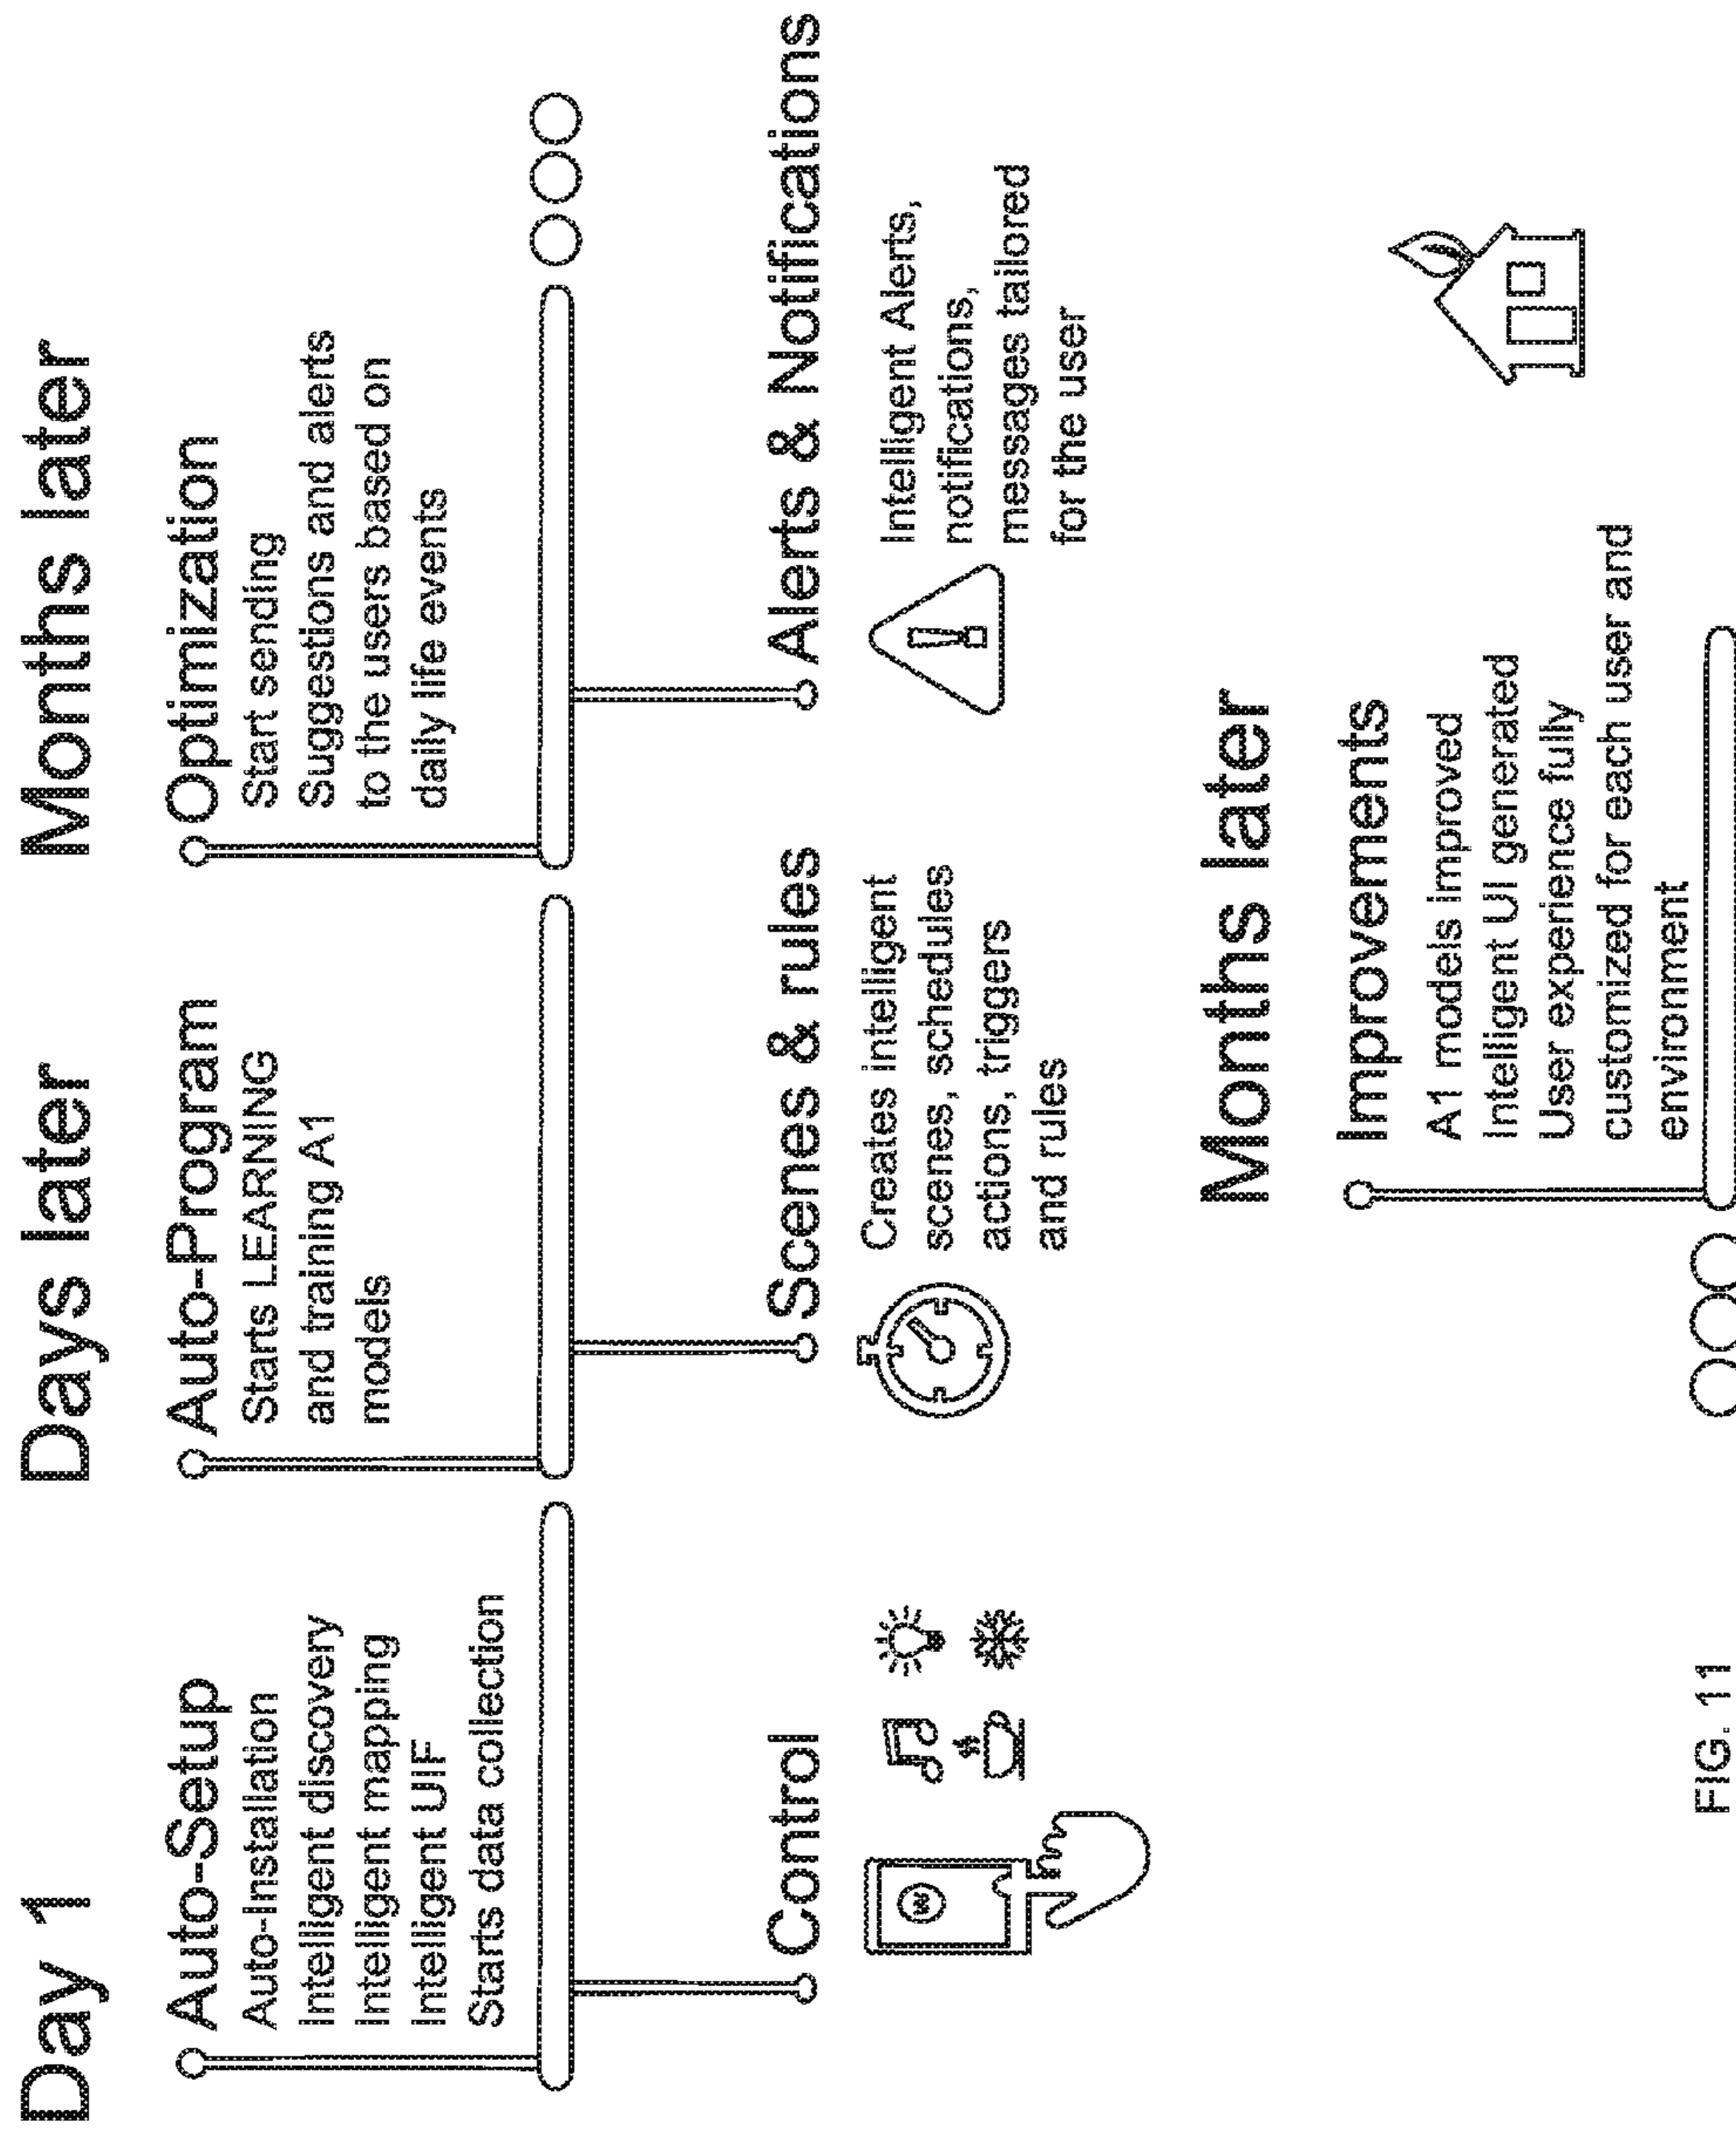 Day 1
Auto-Setup
Auto-Installation
Intelligent discovery
Intelligent mapping
Intelligent UIF
Starts data collection
Control
Days later
Auto-Program
Starts LEARNING
and training A1
models
Scenes & rules
Creates intelligent
scenes, schedules
actions, triggers
and rules
Months later
Optimization
Start sending
Suggestions and alerts
to the users based on
daily life events
Alerts & Notifications
Intelligent Alerts,
notifications,
messages tailored
for the user
Months later
Improvements
A1 models improved
Intelligent UI generated
User experience fully
customized for each user and
environment
FIG. 11